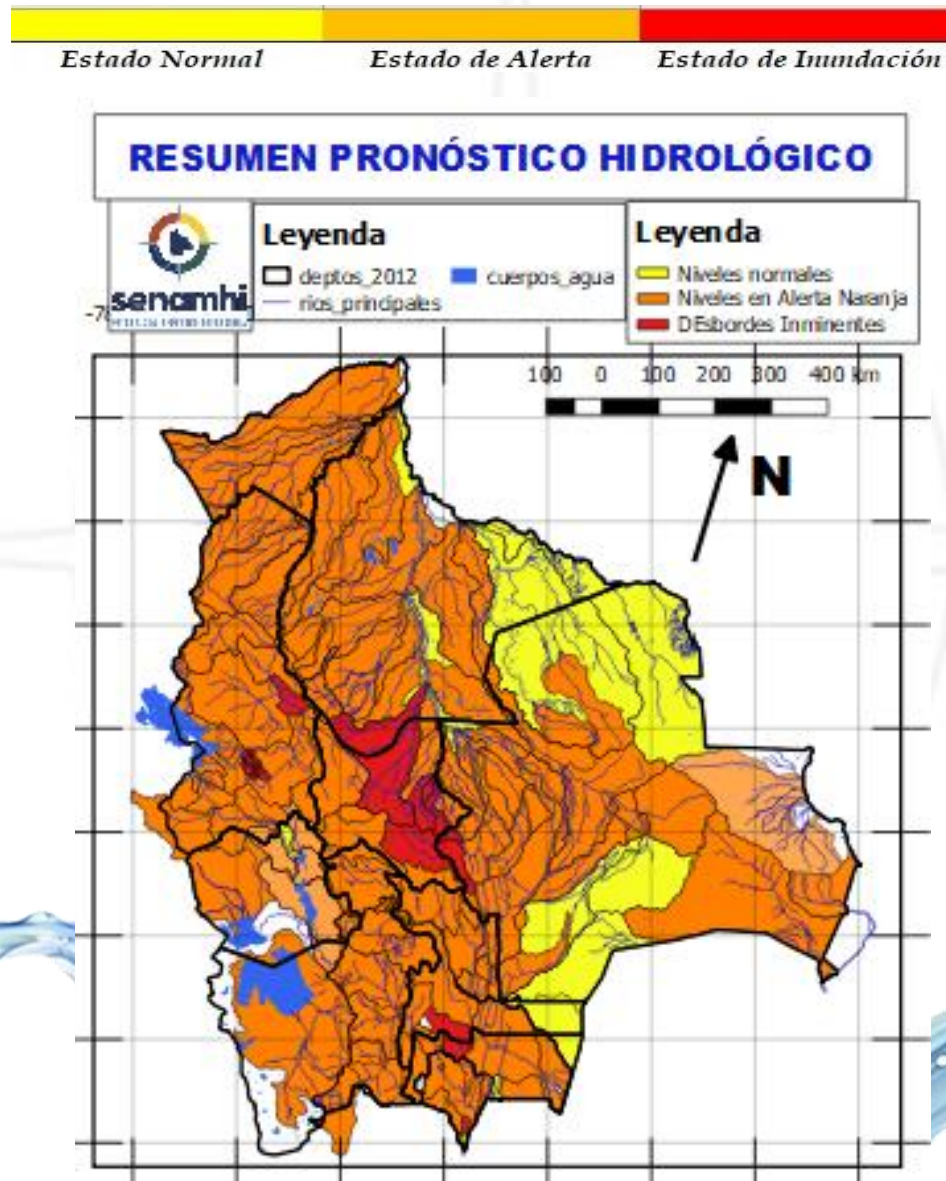 Estado Normal Estado de Alerta Estado de Inundación
RESUMEN PRONÓSTICO HIDROLÓGICO
senamhi
Leyenda
deptos_2012 cuerpos_agua
rios_principales
Leyenda
Niveles normales
Niveles en Alerta Naranja
DEsbordes Inminentes
100 0 100 200 300 400 km
N